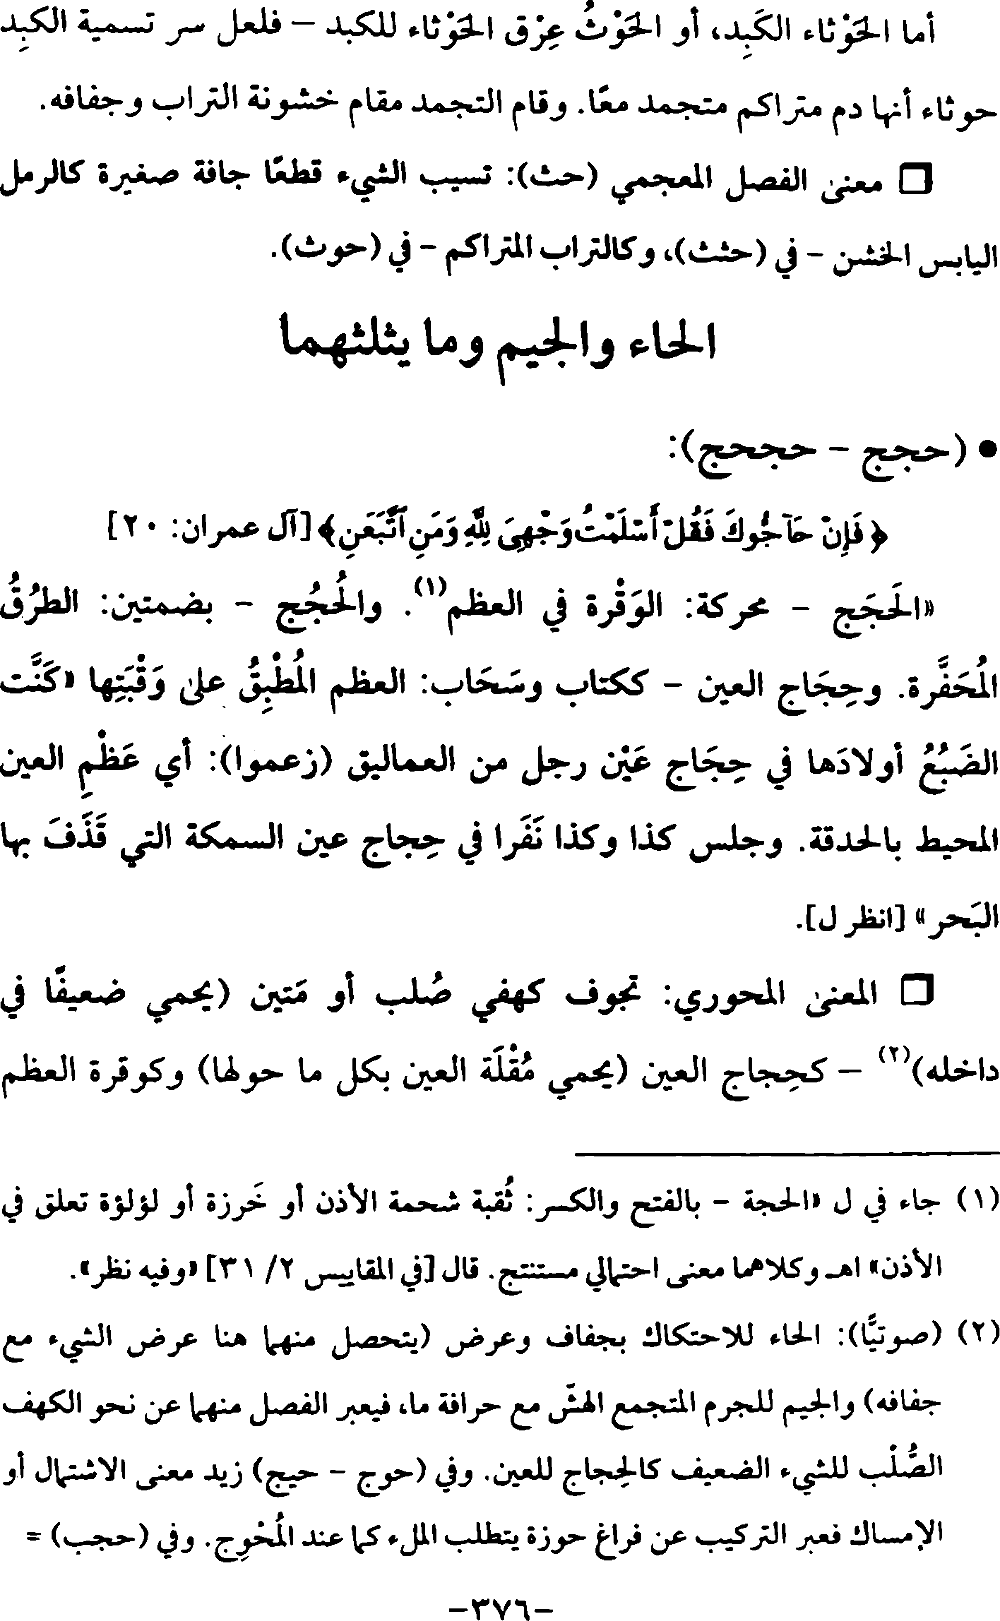 أما الحَوْثاء الكَبِد، أو الحَوْثُ عِرْق الحَوْثاء للكبد – فلعل سر تسمية الكبِد
حوثاء أنها دم متراكم متجمد معًا. وقام التجمد مقام خشونة التراب وجفافه.
❒ معنى الفصل المعجمي (حث): تسيب الشيء قطعًا جافة صغيرة كالرمل
اليابس الخشن – في (حثث)، وكالتراب المتراكم – في (حوث).
الحاء والجيم وما يثلثهما
• (حجج – حجحج):
﴿فَإِنْ حَآجُّوكَ فَقُلْ أَسْلَمْتُ وَجْهِىَ لِلَّهِ وَمَنِ ٱتَّبَعَنِ﴾ [آل عمران: ٢٠]
«الحَجَج – محركة: الوَقْرة في العظم(١). والحُجُج – بضمتين: الطرُقُ
المُحَفَّرة. وحِجَاج العين – ككتاب وسَحَاب: العظم المُطْبِقُ على وَقْبَتِها «كَنَّت
الضَبُعُ أولادَها في حِجَاج عَيْن رجل من العماليق (زعموا): أي عَظْمِ العين
المحيط بالحدقة. وجلس كذا وكذا نَفَرا في حِجاج عين السمكة التي قَذَفَ بها
البَحر» [انظر ل].
❒ المعنى المحوري: تجوف كهفي صُلب أو مَتين (يحمي ضعيفًا في
داخله)(٢) – كحِجاج العين (يحمي مُقْلَة العين بكل ما حولها) وكوقرة العظم
(١) جاء في ل «الحجة – بالفتح والكسر: ثُقبة شحمة الأذن أو خَرزة أو لؤلؤة تعلق في
الأذن» اهـ وكلاهما معنى احتمالي مستنتج. قال [في المقاييس ٢/ ٣١] «وفيه نظر».
(٢) (صوتيًّا): الحاء للاحتكاك بجفاف وعرض (يتحصل منهما هنا عرض الشيء مع
جفافه) والجيم للجرم المتجمع الهشّ مع حرافة ما، فيعبر الفصل منهما عن نحو الكهف
الصُّلْب للشيء الضعيف كالحِجاج للعين. وفي (حوج – حيج) زيد معنى الاشتمال أو
الإمساك فعبر التركيب عن فراغ حوزة يتطلب الملء كما عند المُحْوِج. وفي (حجب) =
–٣٧٦–